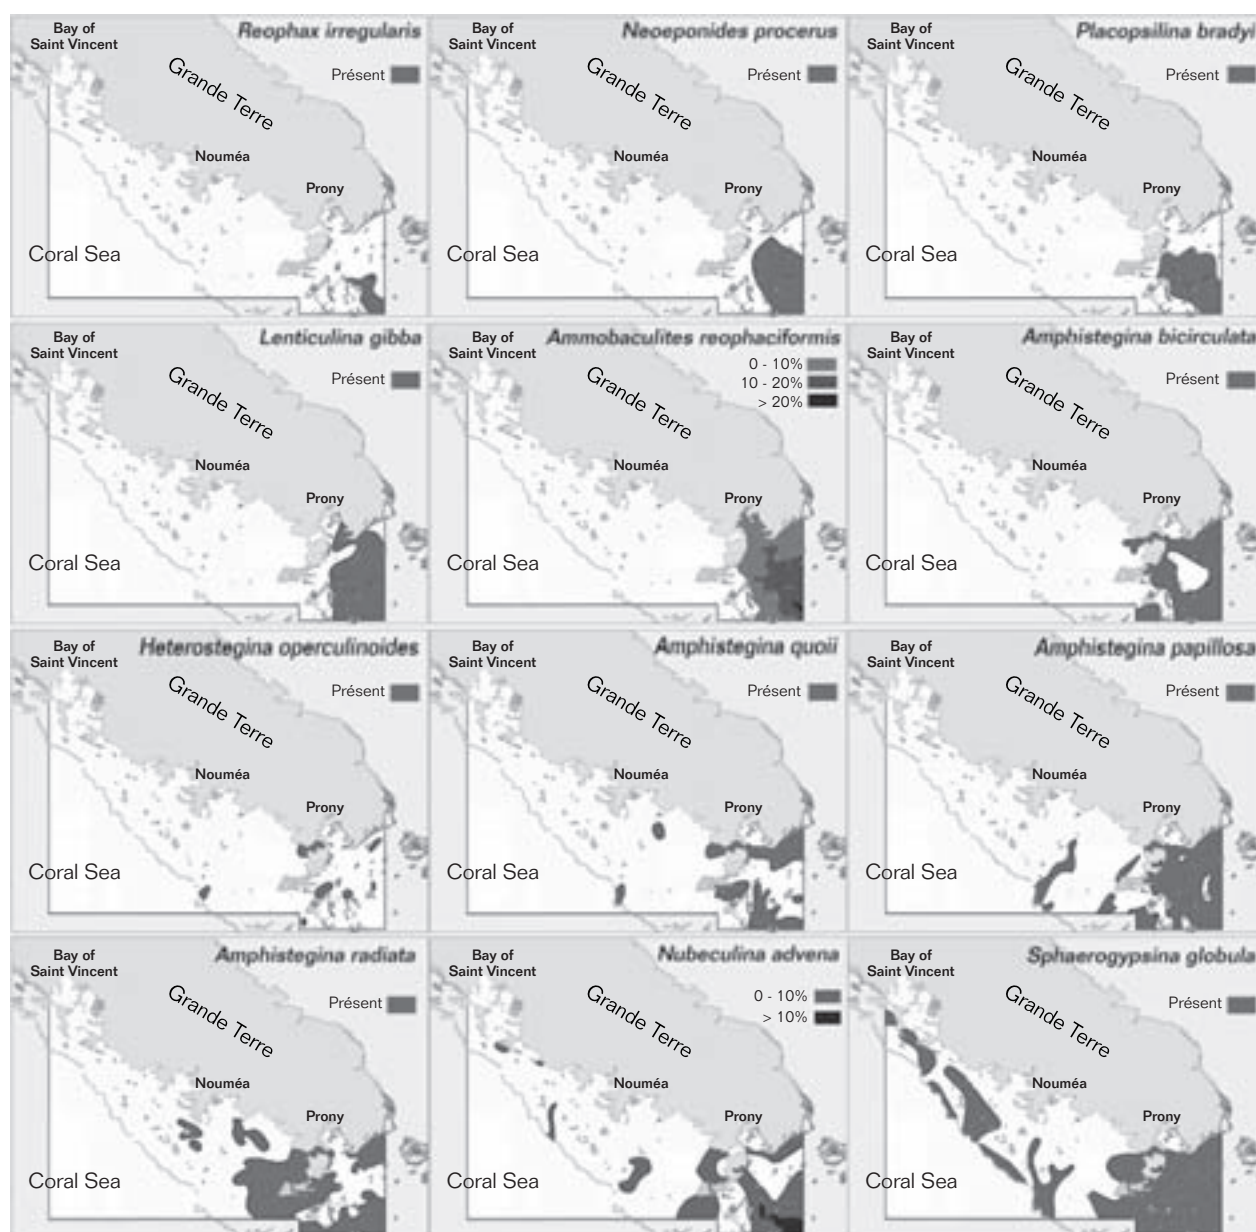 Bay of
Saint Vincent
Reophax irregularis
Présent
Grande Terre
Nouméa
Prony
Coral Sea
Bay of
Saint Vincent
Neoeponides procerus
Présent
Grande Terre
Nouméa
Prony
Coral Sea
Bay of
Saint Vincent
Placopsilina bradyi
Présent
Grande Terre
Nouméa
Prony
Coral Sea
Bay of
Saint Vincent
Lenticulina gibba
Présent
Grande Terre
Nouméa
Prony
Coral Sea
Bay of
Saint Vincent
Ammobaculites reophaciformis
0 - 10%
10 - 20%
> 20%
Grande Terre
Nouméa
Prony
Coral Sea
Bay of
Saint Vincent
Amphistegina bicirculata
Présent
Grande Terre
Nouméa
Prony
Coral Sea
Bay of
Saint Vincent
Heterostegina operculinoides
Présent
Grande Terre
Nouméa
Prony
Coral Sea
Bay of
Saint Vincent
Amphistegina quoii
Présent
Grande Terre
Nouméa
Prony
Coral Sea
Bay of
Saint Vincent
Amphistegina papillosa
Présent
Grande Terre
Nouméa
Prony
Coral Sea
Bay of
Saint Vincent
Amphistegina radiata
Présent
Grande Terre
Nouméa
Prony
Coral Sea
Bay of
Saint Vincent
Nubeculina advena
0 - 10%
> 10%
Grande Terre
Nouméa
Prony
Coral Sea
Bay of
Saint Vincent
Sphaerogypsina globula
Présent
Grande Terre
Nouméa
Prony
Coral Sea